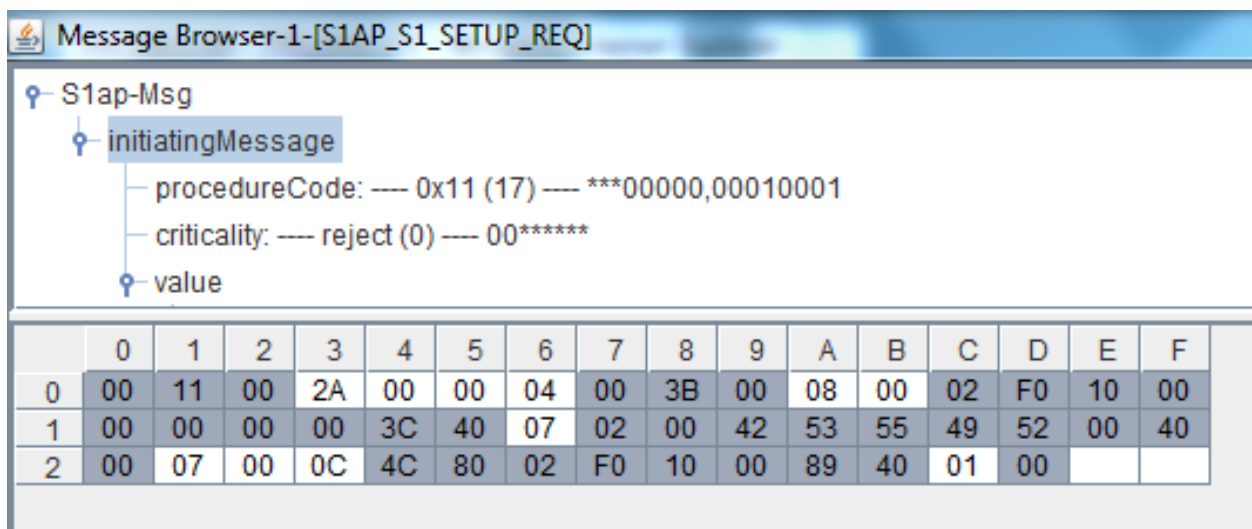 Message Browser-1-[S1AP_S1_SETUP_REQ]
S1ap-Msg
initiatingMessage
procedureCode: ---- 0x11 (17) ---- ***00000,00010001
criticality: ---- reject (0) ---- 00******
value
0 1 2 3 4 5 6 7 8 9 A B C D E F
0 00 11 00 2A 00 00 04 00 3B 00 08 00 02 F0 10 00
1 00 00 00 00 3C 40 07 02 00 42 53 55 49 52 00 40
2 00 07 00 0C 4C 80 02 F0 10 00 89 40 01 00